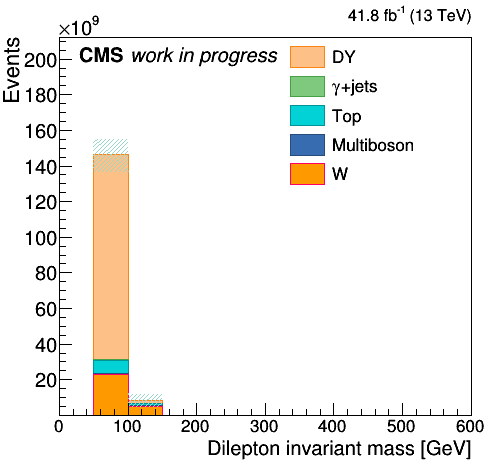 ×10⁹
41.8 fb⁻¹ (13 TeV)
Events
CMS work in progress
DY
γ+jets
Top
Multiboson
W
200
180
160
140
120
100
80
60
40
20
0 100 200 300 400 500 600
Dilepton invariant mass [GeV]